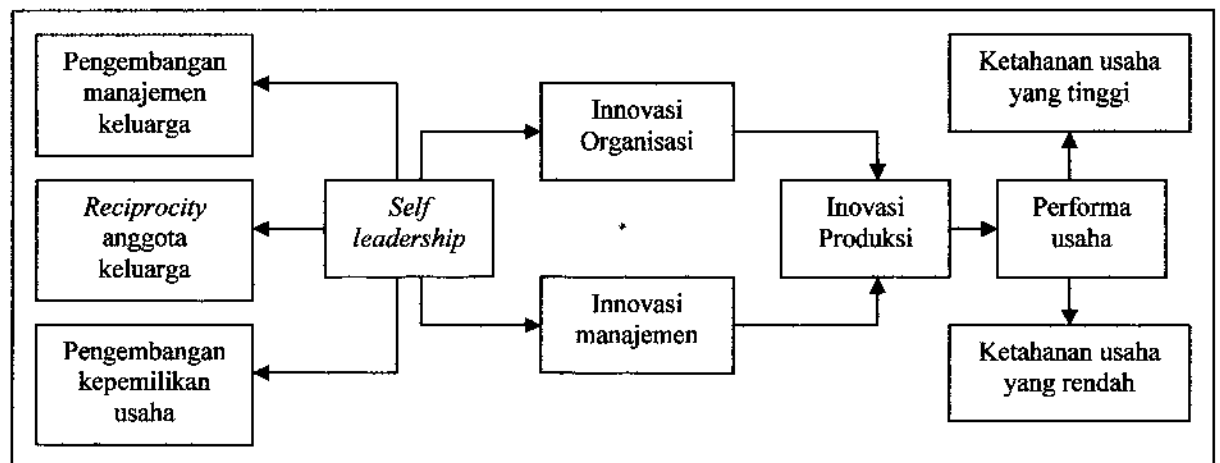 Pengembangan
manajemen
keluarga
Reciprocity
anggota
keluarga
Pengembangan
kepemilikan
usaha
Self
leadership
Innovasi
Organisasi
Innovasi
manajemen
Inovasi
Produksi
Performa
usaha
Ketahanan usaha
yang tinggi
Ketahanan usaha
yang rendah